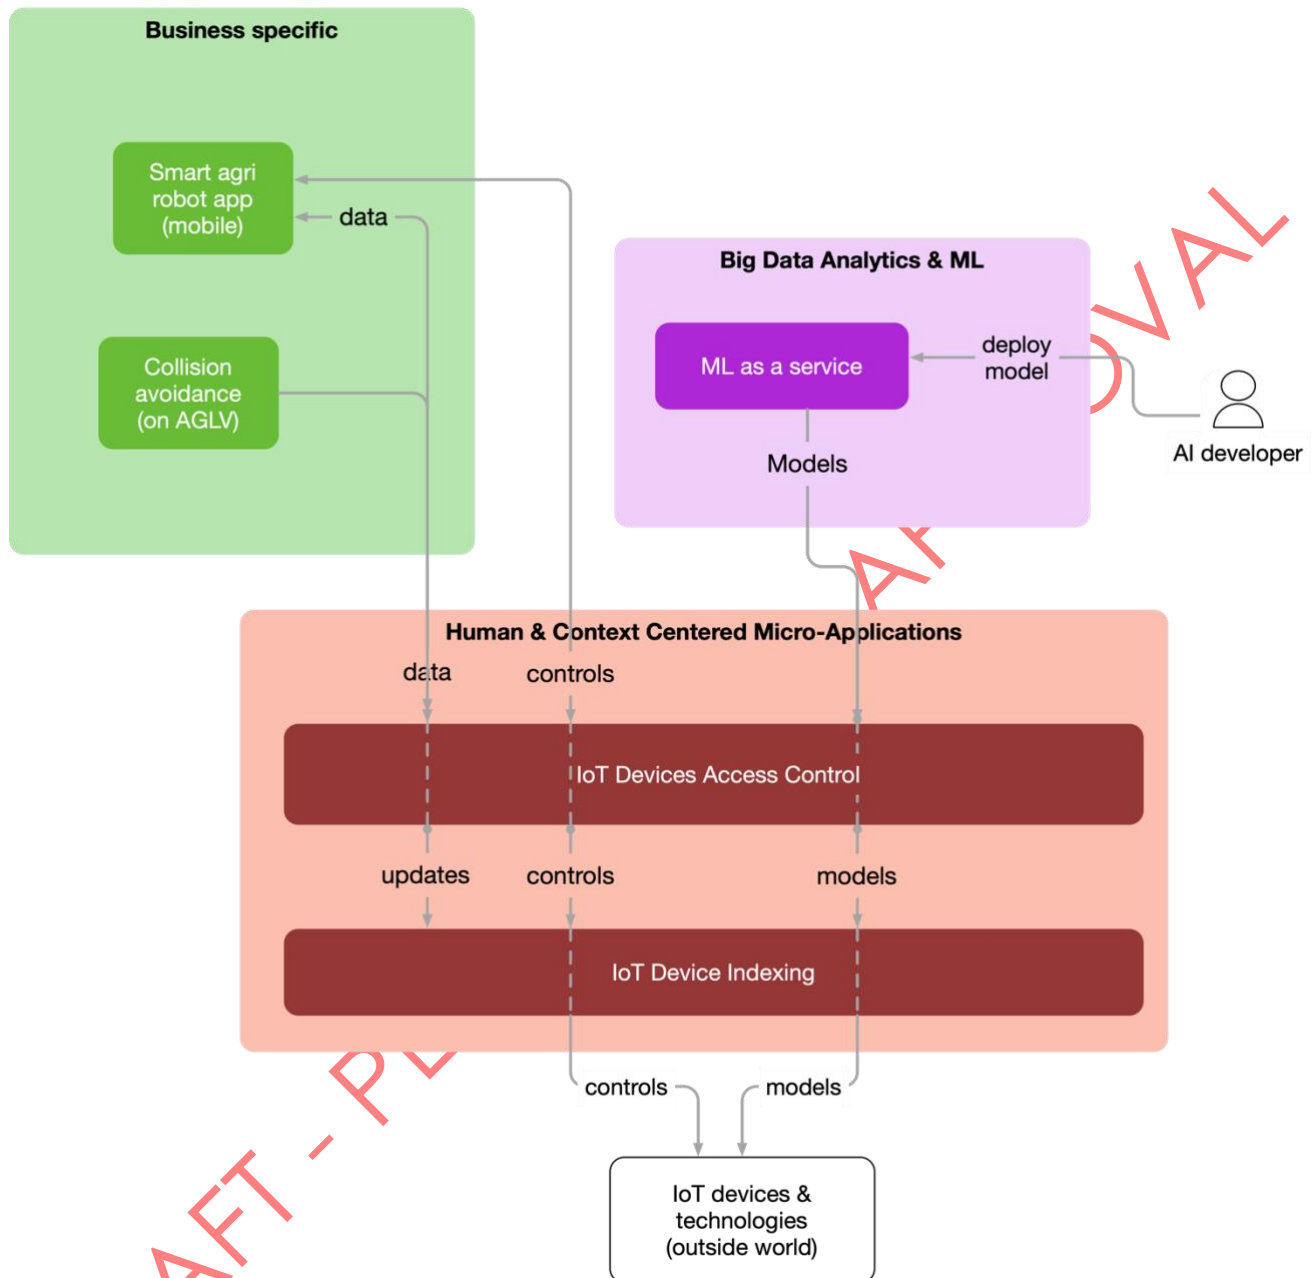 Business specific
Smart agri
robot app
(mobile)
data
Collision
avoidance
(on AGLV)
Big Data Analytics & ML
ML as a service
deploy
model
AI developer
Models
Human & Context Centered Micro-Applications
data
controls
IoT Devices Access Control
updates
controls
models
IoT Device Indexing
controls
models
IoT devices &
technologies
(outside world)